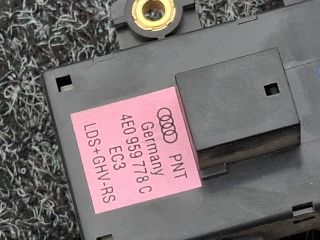 PNT
Germany
4E0 959 778 C
EC3
LDS+GHV-RS